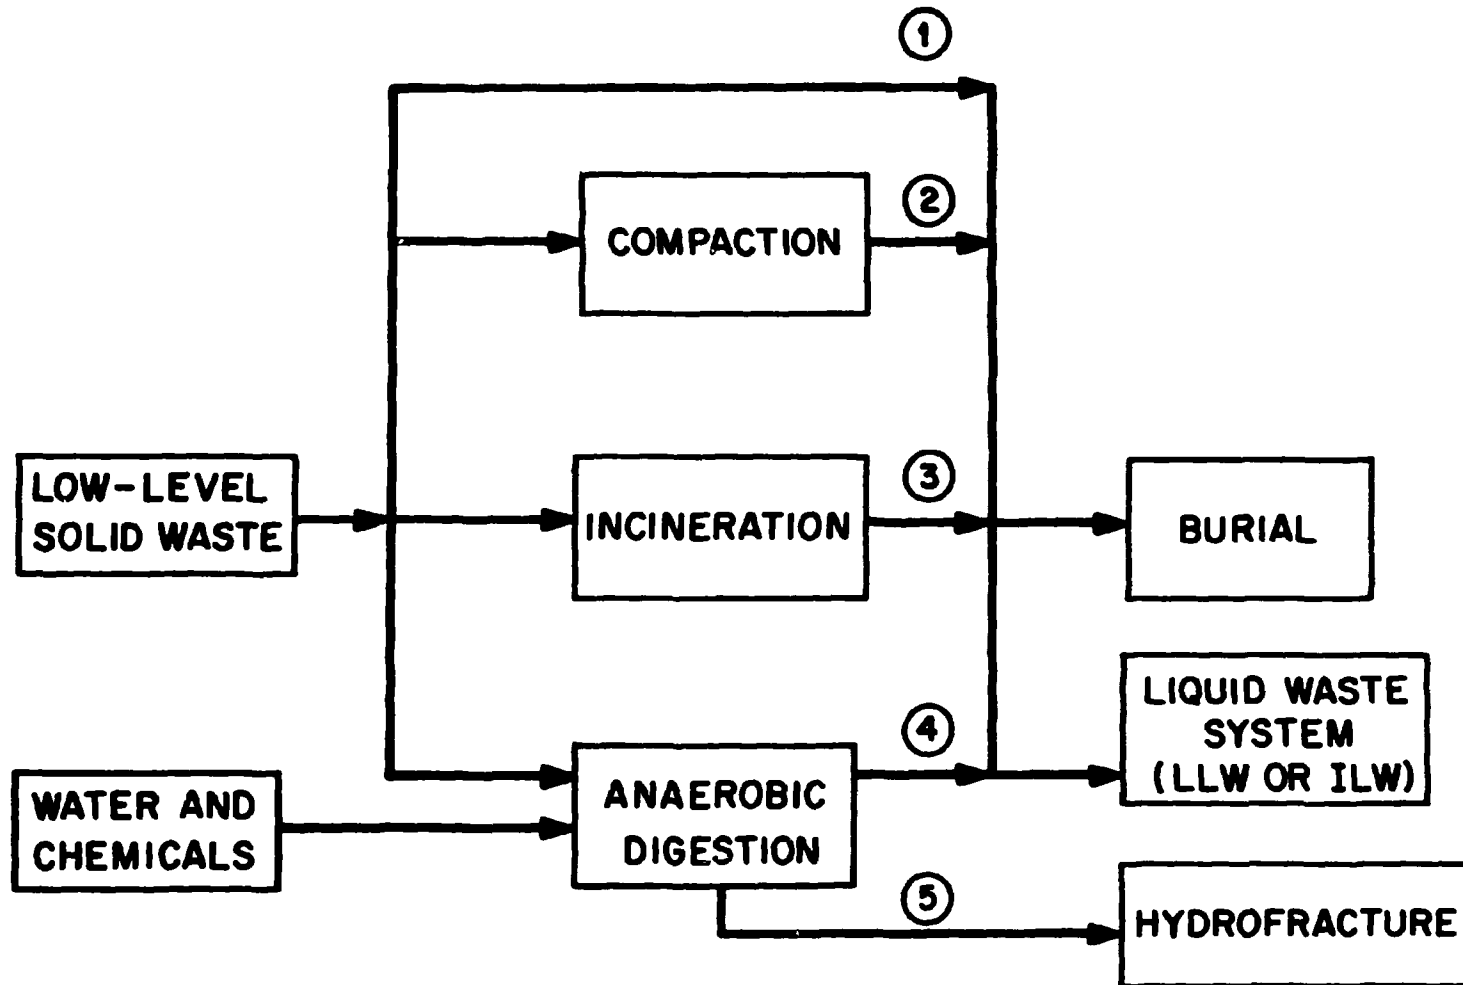 1
2
COMPACTION
LOW-LEVEL
SOLID WASTE
3
INCINERATION
BURIAL
4
LIQUID WASTE
SYSTEM
(LLW OR ILW)
WATER AND
CHEMICALS
ANAEROBIC
DIGESTION
5
HYDROFRACTURE